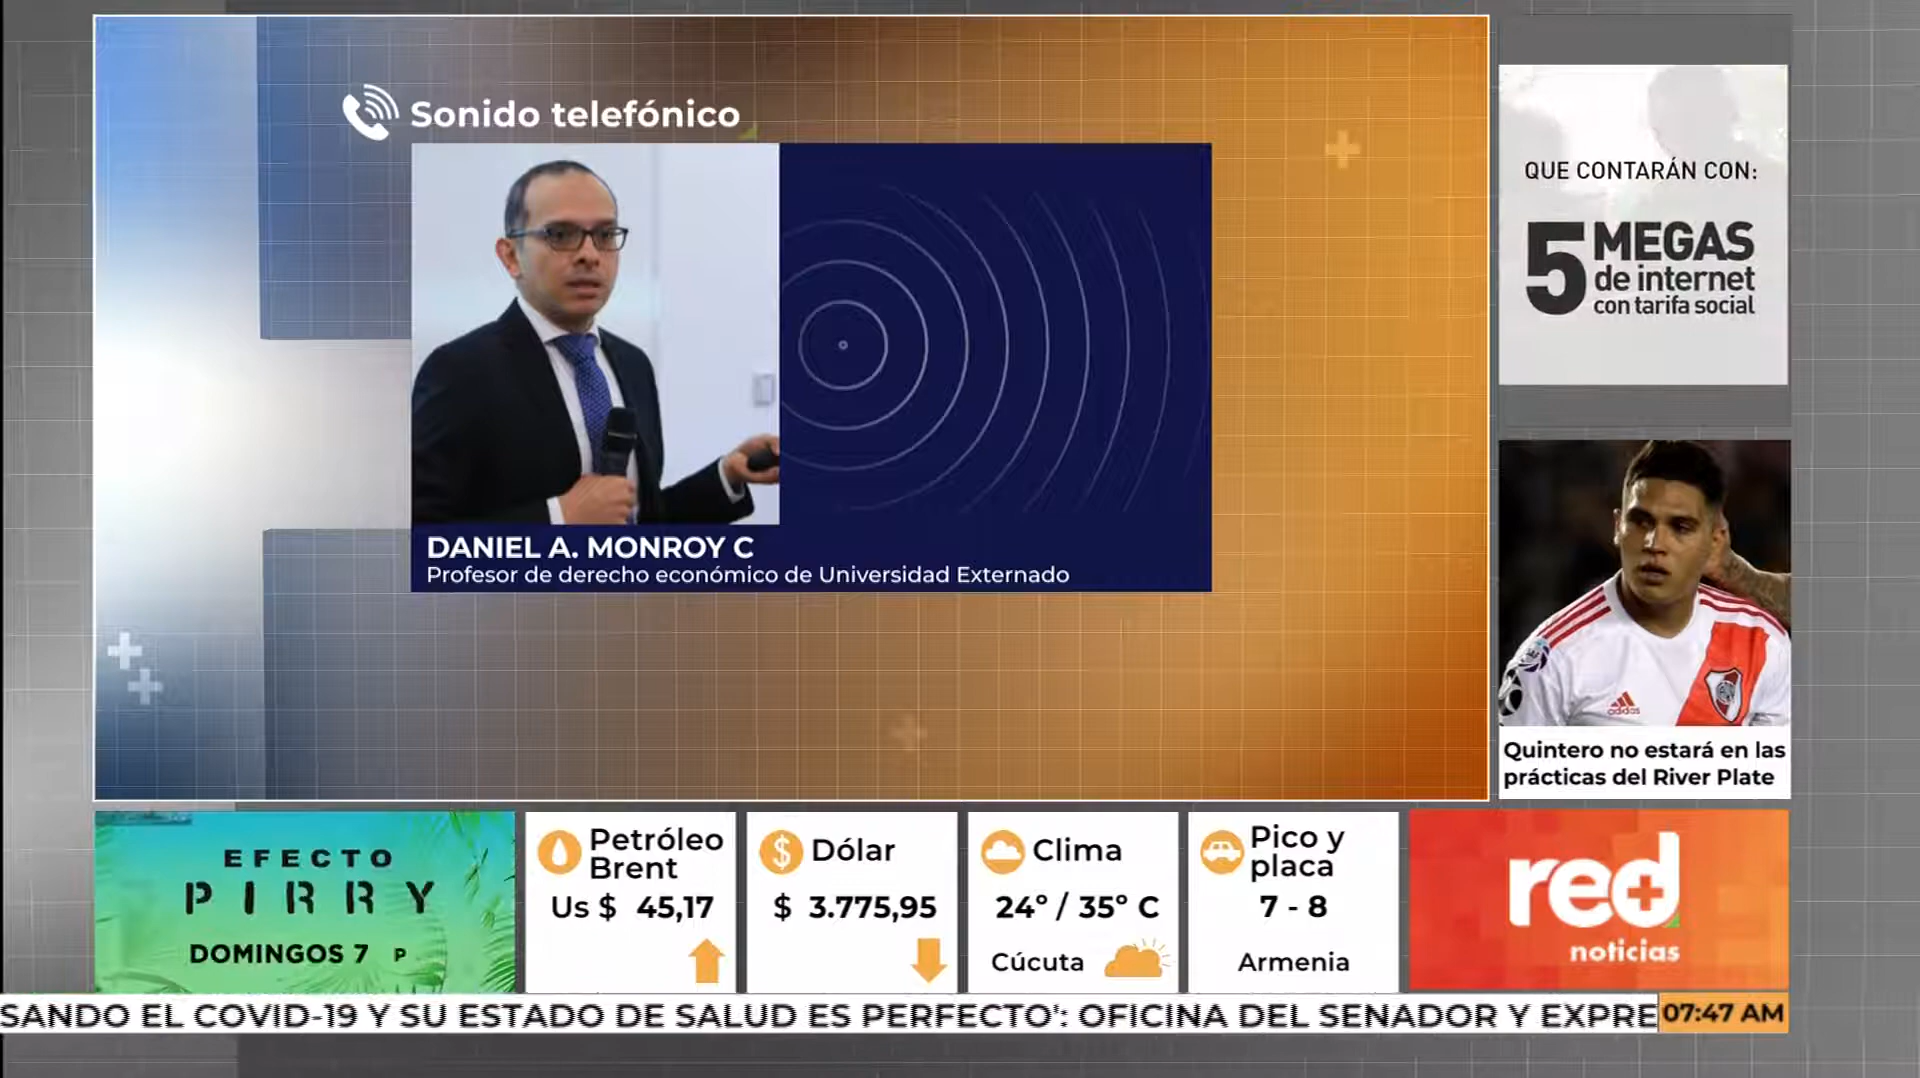 Sonido telefónico
DANIEL A. MONROY C
Profesor de derecho económico de Universidad Externado
QUE CONTARÁN CON:
5 MEGAS
de internet
con tarifa social
adidas
Quintero no estará en las
prácticas del River Plate
EFECTO
PIRRY
DOMINGOS 7 P
Petróleo
Brent
Us $ 45,17
Dólar
$ 3.775,95
Clima
24º / 35º C
Cúcuta
Pico y
placa
7 - 8
Armenia
red
noticias
SANDO EL COVID-19 Y SU ESTADO DE SALUD ES PERFECTO': OFICINA DEL SENADOR Y EXPRE
07:47 AM